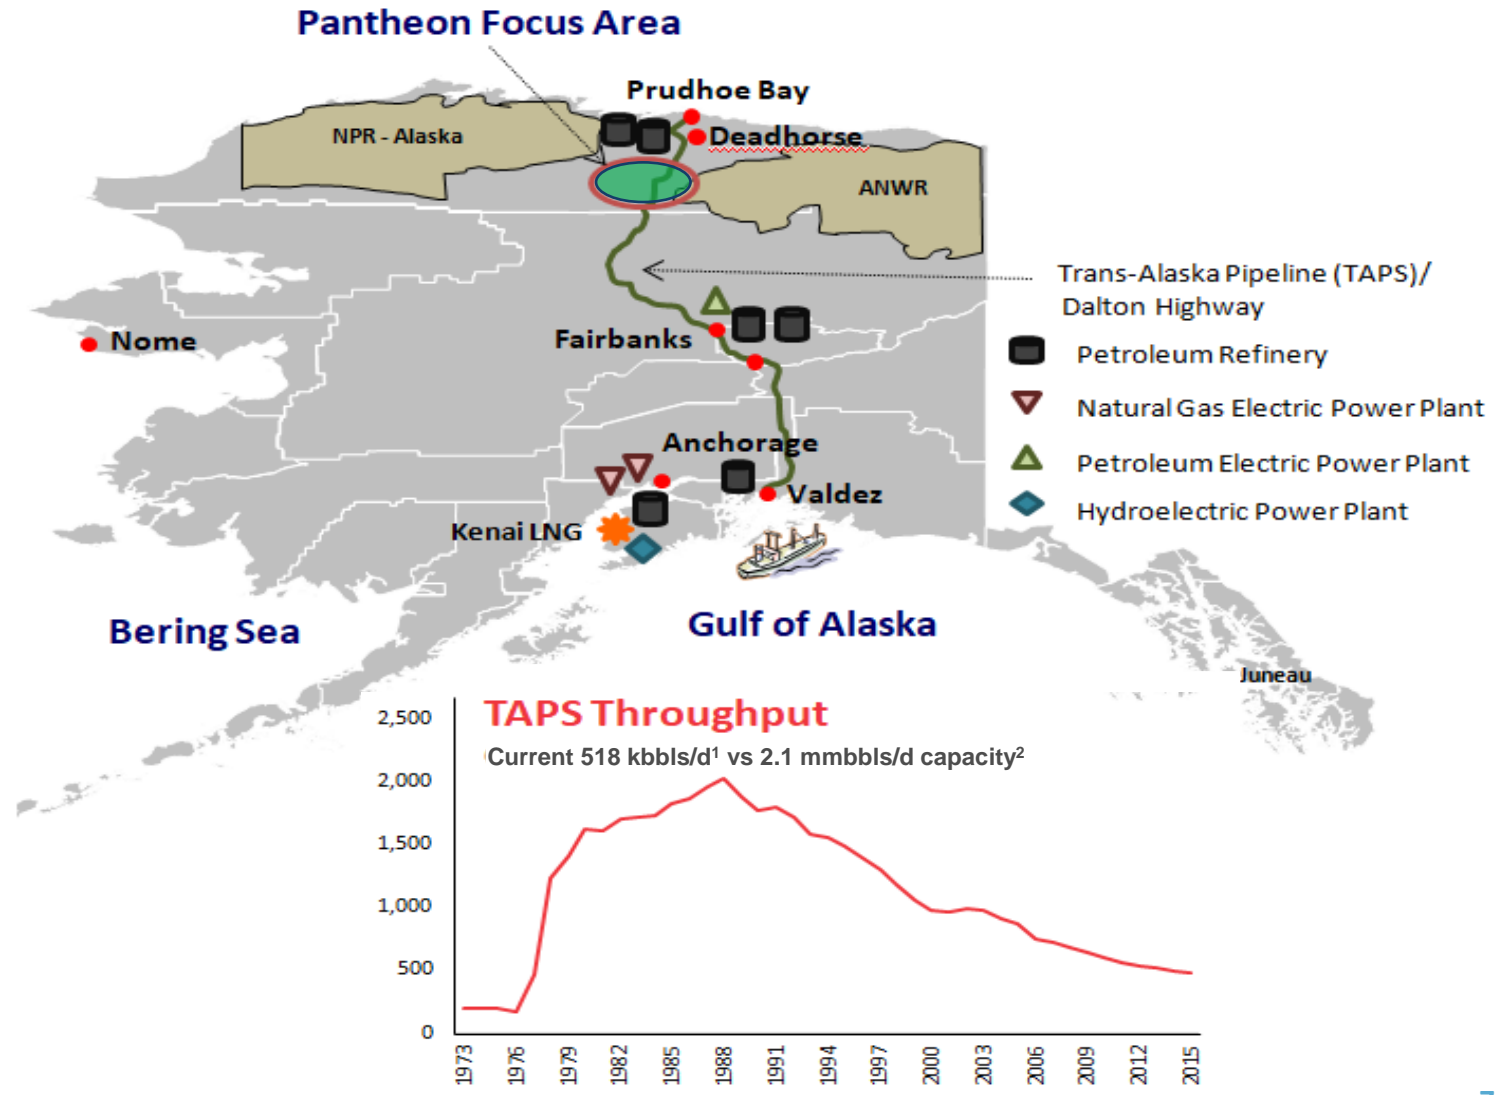 Pantheon Focus Area
Prudhoe Bay
NPR - Alaska
Deadhorse
ANWR
Trans-Alaska Pipeline (TAPS)/
Dalton Highway
Nome
Fairbanks
Petroleum Refinery
Natural Gas Electric Power Plant
Anchorage
Petroleum Electric Power Plant
Valdez
Hydroelectric Power Plant
Kenai LNG
Bering Sea
Gulf of Alaska
Juneau
TAPS Throughput
Current 518 kbbls/d¹ vs 2.1 mmbbls/d capacity²
2,500
2,000
1,500
1,000
500
0
1973
1976
1979
1982
1985
1988
1991
1994
1997
2000
2003
2006
2009
2012
2015